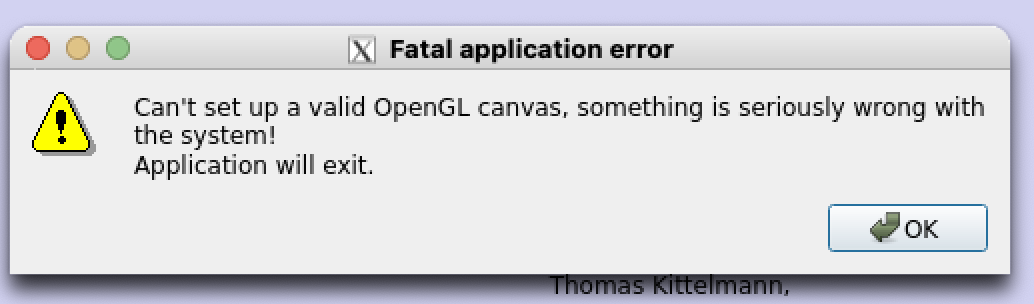 Fatal application error
Can't set up a valid OpenGL canvas, something is seriously wrong with
the system!
Application will exit.
OK
Thomas Kittelmann,